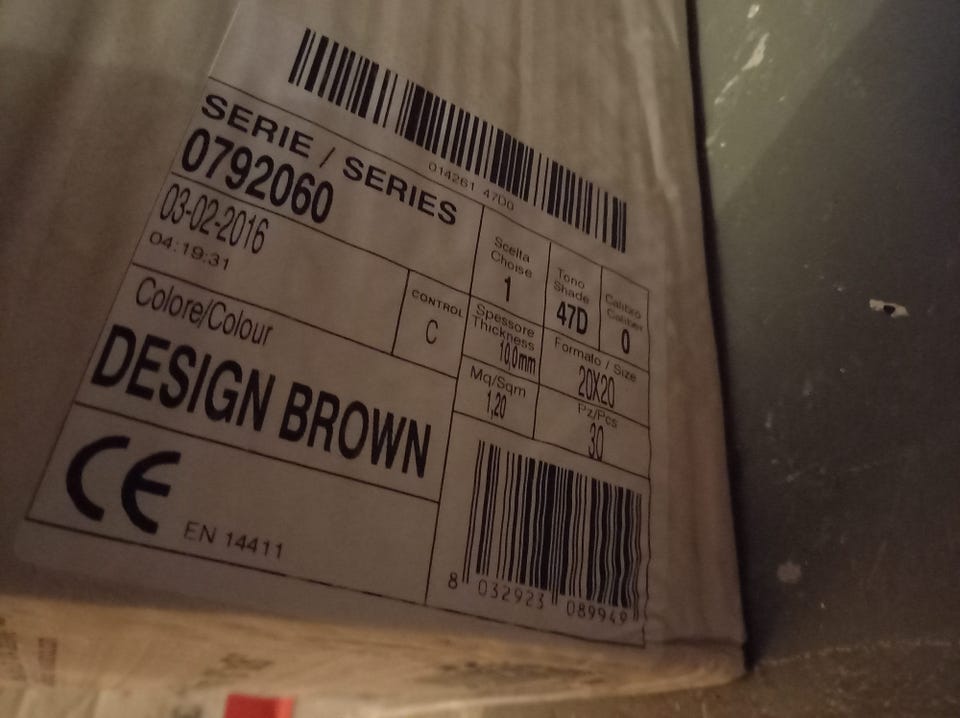 014261 47D0
SERIE / SERIES
0792060
03-02-2016
04:19:31
Scelta
Choise
1
Tono
Shade
47D
Calibro
Caliber
0
CONTROL
C
Spessore
Thickness
10,0mm
Formato / Size
20X20
Mq/Sqm
1,20
Pz/Pcs
30
Colore/Colour
DESIGN BROWN
CE
EN 14411
8 032923 089949